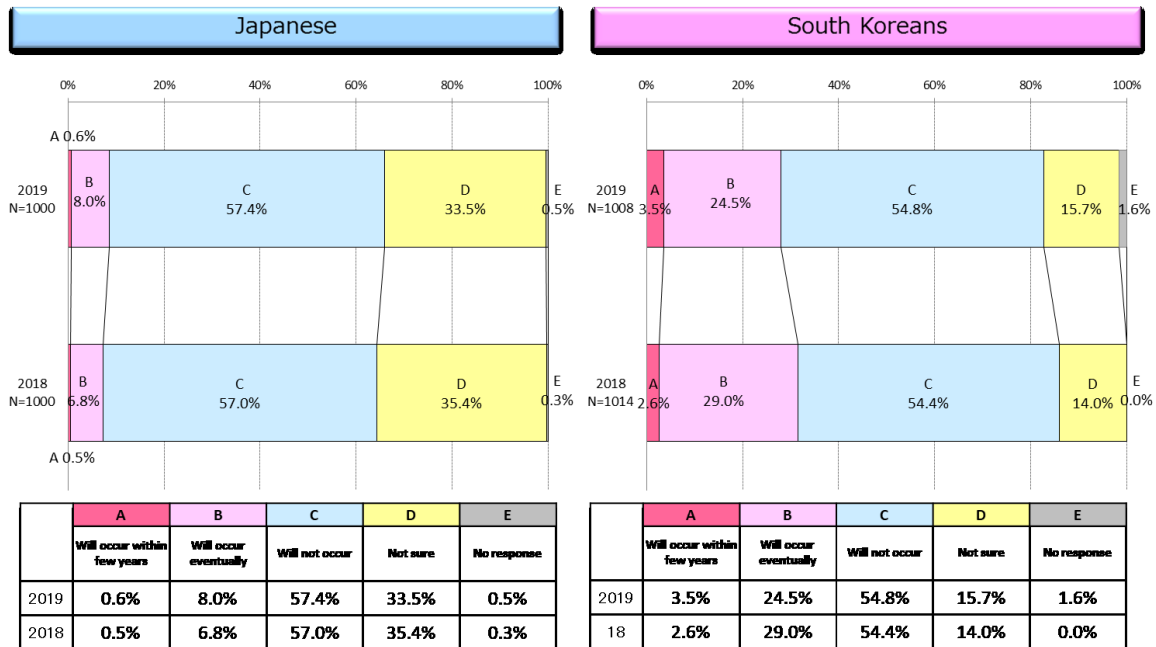 Japanese
0% 20% 40% 60% 80% 100%
A 0.6%
2019
N=1000
B
8.0%
C
57.4%
D
33.5%
E
0.5%
2018
N=1000
B
6.8%
C
57.0%
D
35.4%
E
0.3%
A 0.5%
A B C D E
Will occur within few years Will occur eventually Will not occur Not sure No response
2019 0.6% 8.0% 57.4% 33.5% 0.5%
2018 0.5% 6.8% 57.0% 35.4% 0.3%
South Koreans
0% 20% 40% 60% 80% 100%
2019
N=1008
A
3.5%
B
24.5%
C
54.8%
D
15.7%
E
1.6%
2018
N=1014
A
2.6%
B
29.0%
C
54.4%
D
14.0%
E
0.0%
A B C D E
Will occur within few years Will occur eventually Will not occur Not sure No response
2019 3.5% 24.5% 54.8% 15.7% 1.6%
18 2.6% 29.0% 54.4% 14.0% 0.0%